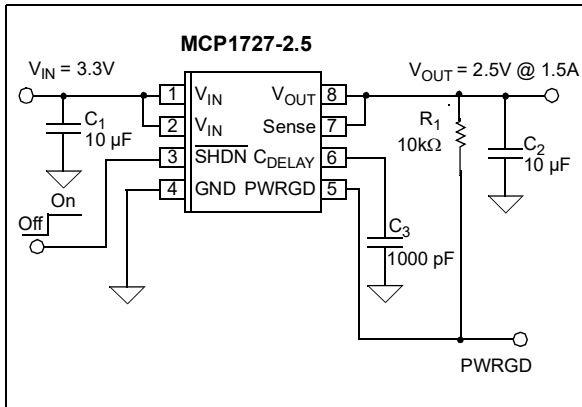 MCP1727-2.5
V_IN = 3.3V
V_OUT = 2.5V @ 1.5A
1 V_IN V_OUT 8
2 V_IN Sense 7
3 S̅H̅D̅N̅ C_DELAY 6
4 GND PWRGD 5
C_1
10 µF
R_1
10kΩ
C_2
10 µF
On
Off
C_3
1000 pF
PWRGD